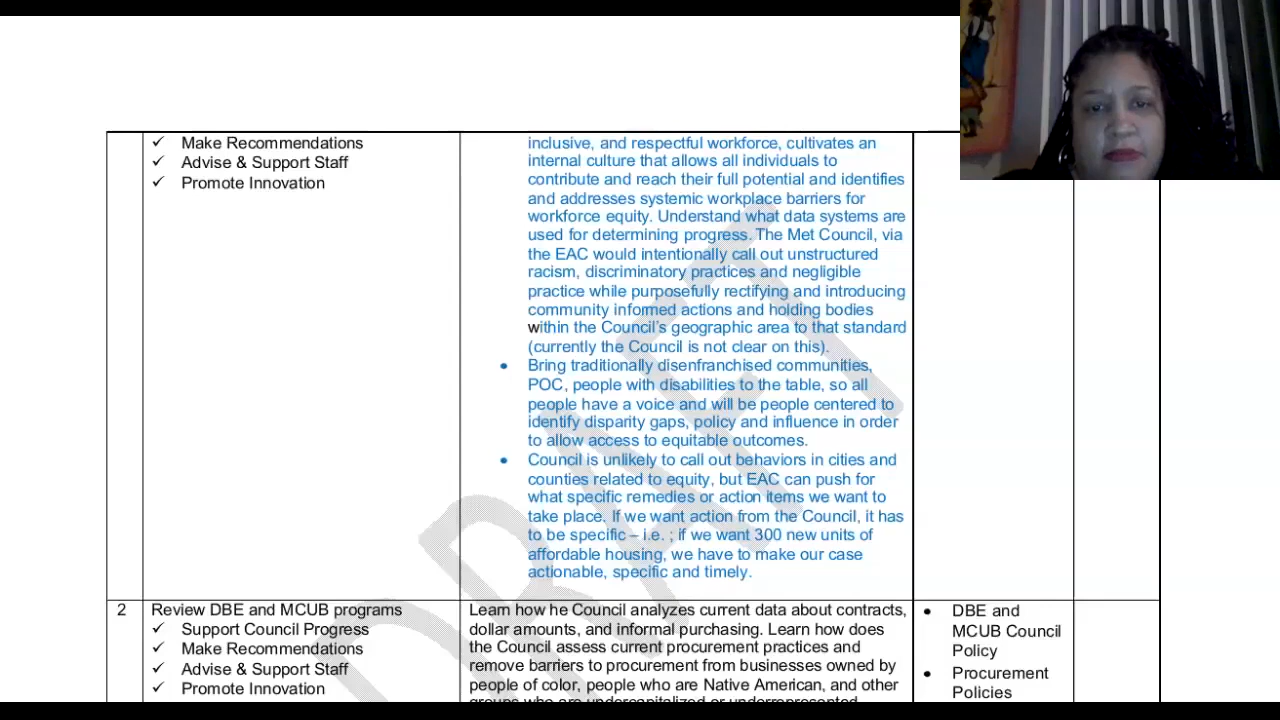 ✓ Make Recommendations
✓ Advise & Support Staff
✓ Promote Innovation
inclusive, and respectful workforce, cultivates an
internal culture that allows all individuals to
contribute and reach their full potential and identifies
and addresses systemic workplace barriers for
workforce equity. Understand what data systems are
used for determining progress. The Met Council, via
the EAC would intentionally call out unstructured
racism, discriminatory practices and negligible
practice while purposefully rectifying and introducing
community informed actions and holding bodies
within the Council's geographic area to that standard
(currently the Council is not clear on this).
• Bring traditionally disenfranchised communities,
POC, people with disabilities to the table, so all
people have a voice and will be people centered to
identify disparity gaps, policy and influence in order
to allow access to equitable outcomes.
• Council is unlikely to call out behaviors in cities and
counties related to equity, but EAC can push for
what specific remedies or action items we want to
take place. If we want action from the Council, it has
to be specific – i.e. ; if we want 300 new units of
affordable housing, we have to make our case
actionable, specific and timely.
2
Review DBE and MCUB programs
✓ Support Council Progress
✓ Make Recommendations
✓ Advise & Support Staff
✓ Promote Innovation
Learn how he Council analyzes current data about contracts,
dollar amounts, and informal purchasing. Learn how does
the Council assess current procurement practices and
remove barriers to procurement from businesses owned by
people of color, people who are Native American, and other
groups who are undercapitalized or underrepresented
• DBE and
MCUB Council
Policy
• Procurement
Policies
DRAFT